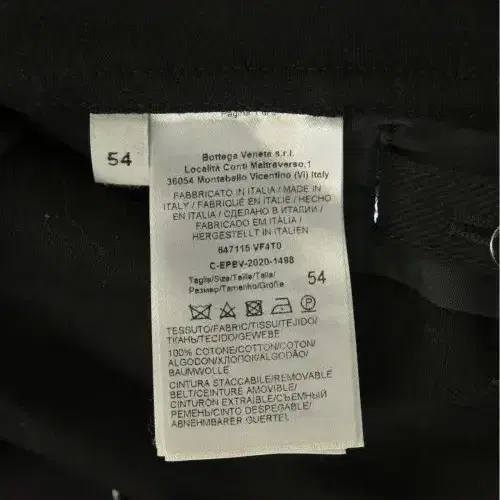 54
Bottega Veneta s.r.l.
Località Conti Maltraverso,1
36054 Montebello Vicentino (Vi) Italy
FABBRICATO IN ITALIA / MADE IN
ITALY / FABRIQUÉ EN ITALIE / HECHO
EN ITALIA / СДЕЛАНО В ИТАЛИИ /
FABRICADO EM ITÁLIA /
HERGESTELLT IN ITALIEN
647115 VF4T0
C-EPBV-2020-1498
Taglia/Size/Taille/Talla/
Размер/Tamanho/Größe 54
TESSUTO/FABRIC/TISSU/TEJIDO/
ТКАНЬ/TECIDO/GEWEBE
100% COTONE/COTTON/COTON/
ALGODON/ХЛОПОК/ALGODÃO/
BAUMWOLLE
CINTURA STACCABILE/REMOVABLE
BELT/CEINTURE AMOVIBLE/
CINTURÓN EXTRAIBLE/СЪЕМНЫЙ
РЕМЕНЬ/CINTO DESPEGABLE/
ABNEHMBARER GUERTEL